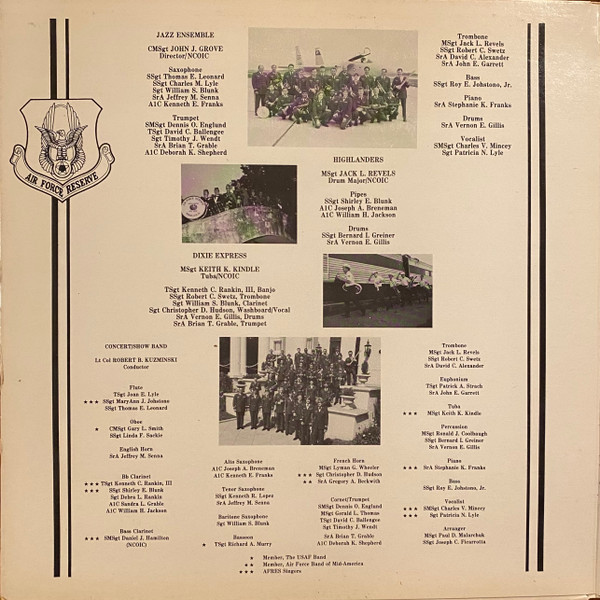 JAZZ ENSEMBLE
CMSgt JOHN J. GROVE
Director/NCOIC
Saxophone
SSgt Thomas E. Leonard
SSgt Charles M. Lyle
Sgt William S. Blunk
SrA Jeffrey M. Senna
A1C Kenneth E. Franks
Trumpet
SMSgt Dennis O. Englund
TSgt David C. Ballengee
Sgt Timothy J. Wendt
SrA Brian T. Grable
A1C Deborah K. Shepherd
Trombone
MSgt Jack L. Revels
SSgt Robert C. Swetz
SrA David C. Alexander
SrA John E. Garrett
Bass
SSgt Roy E. Johstono, Jr.
Piano
SrA Stephanie K. Franks
Drums
SrA Vernon E. Gillis
Vocalist
SMSgt Charles V. Mincey
Sgt Patricia N. Lyle
AIR FORCE RESERVE
HIGHLANDERS
MSgt JACK L. REVELS
Drum Major/NCOIC
Pipes
SSgt Shirley E. Blunk
A1C Joseph A. Breneman
A1C William H. Jackson
Drums
SSgt Bernard I. Greiner
SrA Vernon E. Gillis
DIXIE EXPRESS
MSgt KEITH K. KINDLE
Tuba/NCOIC
TSgt Kenneth C. Rankin, III, Banjo
SSgt Robert C. Swetz, Trombone
Sgt William S. Blunk, Clarinet
Sgt Christopher D. Hudson, Washboard/Vocal
SrA Vernon E. Gillis, Drums
SrA Brian T. Grable, Trumpet
CONCERT/SHOW BAND
Lt Col ROBERT B. KUZMINSKI
Conductor
Flute
TSgt Joan E. Lyle
★★★ SSgt MaryAnn J. Johstono
SSgt Thomas E. Leonard
Oboe
★ CMSgt Gary L. Smith
SSgt Linda F. Sackie
English Horn
SrA Jeffrey M. Senna
Bb Clarinet
★★★ TSgt Kenneth C. Rankin, III
★★★ SSgt Shirley E. Blunk
Sgt Debra L. Rankin
A1C Sandra L. Grable
A1C William H. Jackson
Bass Clarinet
★★★ SMSgt Daniel J. Hamilton
(NCOIC)
Alto Saxophone
A1C Joseph A. Breneman
A1C Kenneth E. Franks
Tenor Saxophone
SSgt Kenneth R. Lopez
SrA Jeffrey M. Senna
Baritone Saxophone
Sgt William S. Blunk
Bassoon
★ TSgt Richard A. Marry
French Horn
MSgt Lyman G. Wheeler
★★★ Sgt Christopher D. Hudson
★★ SrA Gregory A. Beckwith
Cornet/Trumpet
SMSgt Dennis O. Englund
MSgt Gerald L. Thomas
TSgt David C. Ballengee
Sgt Timothy J. Wendt
SrA Brian T. Grable
A1C Deborah K. Shepherd
Trombone
MSgt Jack L. Revels
SSgt Robert C. Swetz
SrA David C. Alexander
Euphonium
TSgt Patrick A. Strach
SrA John E. Garrett
Tuba
★★★ MSgt Keith K. Kindle
Percussion
MSgt Ronald J. Coolbaugh
SSgt Bernard I. Greiner
SrA Vernon E. Gillis
Piano
★★★ SrA Stephanie K. Franks
Bass
SSgt Roy E. Johstono, Jr.
Vocalist
★★★ SMSgt Charles V. Mincey
★★★ Sgt Patricia N. Lyle
Arranger
MSgt Paul D. Malarchuk
SSgt Joseph C. Ficarrotta
★ Member, The USAF Band
★★ Member, Air Force Band of Mid-America
★★★ AFRES Singers